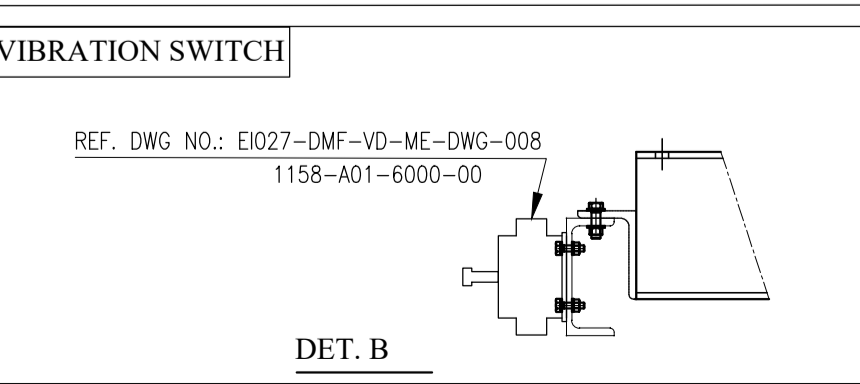 VIBRATION SWITCH
REF. DWG NO.: EI027-DMF-VD-ME-DWG-008
1158-A01-6000-00
DET. B